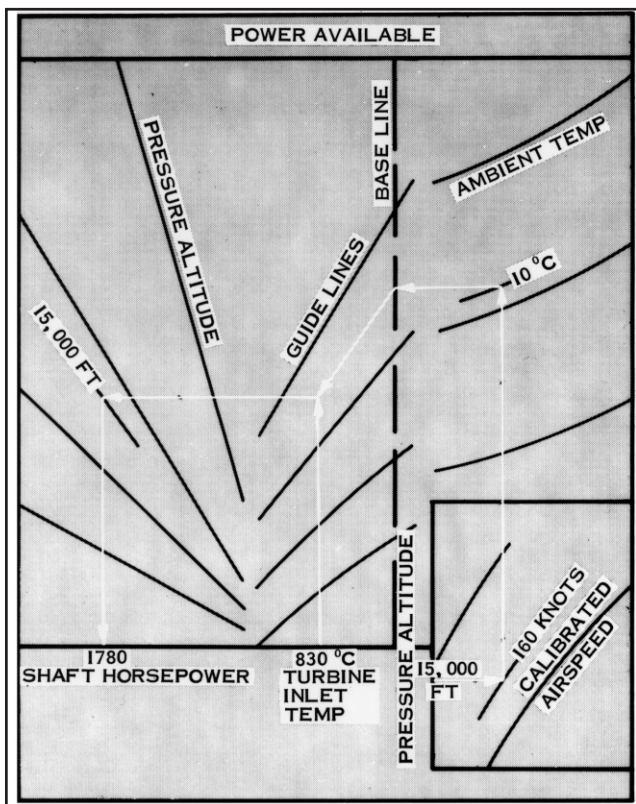 POWER AVAILABLE
BASE LINE
AMBIENT TEMP
PRESSURE ALTITUDE
10 °C
GUIDE LINES
15,000 FT
PRESSURE ALTITUDE
160 KNOTS
CALIBRATED
AIRSPEED
1780
SHAFT HORSEPOWER
830 °C
TURBINE
INLET
TEMP
15,000
FT